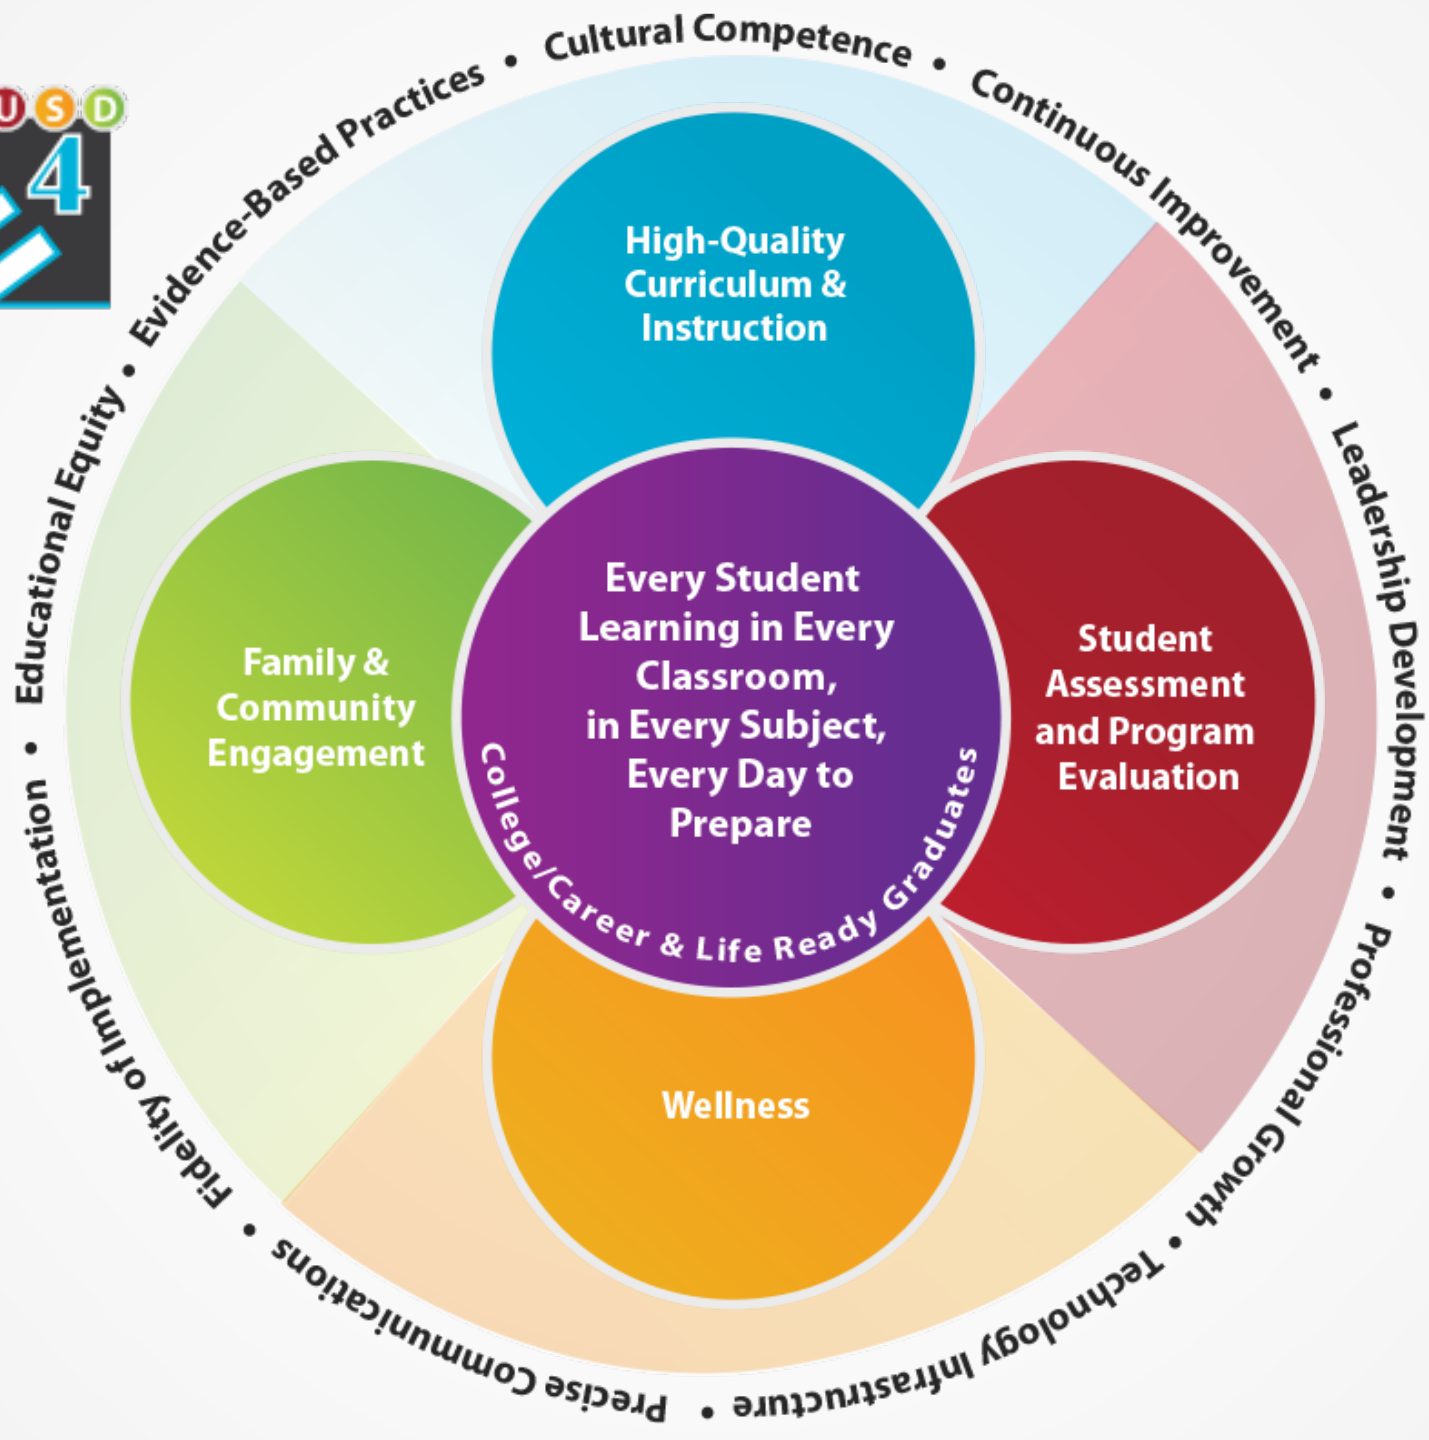 Cultural Competence • Continuous Improvement • Leadership Development • Professional Growth • Technology Infrastructure • Precise Communications • Fidelity of Implementation • Educational Equity • Evidence-Based Practices •
USD
4
High-Quality
Curriculum &
Instruction
Family &
Community
Engagement
Every Student
Learning in Every
Classroom,
in Every Subject,
Every Day to
Prepare
College/Career & Life Ready Graduates
Student
Assessment
and Program
Evaluation
Wellness